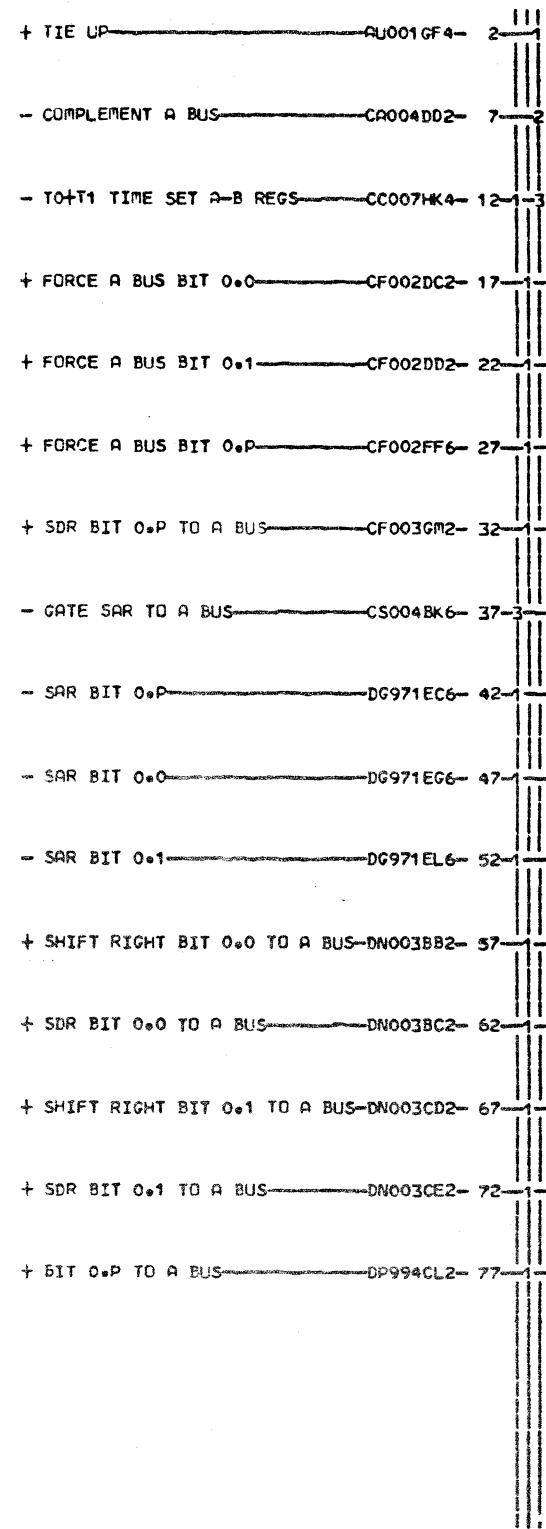 + TIE UP AU001GF4- 2 1
- COMPLEMENT A BUS CA004DD2- 7 2
- TO+T1 TIME SET A-B REGS CC007HK4- 12-1-3
+ FORCE A BUS BIT 0.0 CF002DC2- 17 1
+ FORCE A BUS BIT 0.1 CF002DD2- 22 1
+ FORCE A BUS BIT 0.P CF002FF6- 27 1
+ SDR BIT 0.P TO A BUS CF003GM2- 32 1
- GATE SAR TO A BUS CS004BK6- 37-3
- SAR BIT 0.P DG971EC6- 42-1
- SAR BIT 0.0 DG971EG6- 47-1
- SAR BIT 0.1 DG971EL6- 52-1
+ SHIFT RIGHT BIT 0.0 TO A BUS-DN003BB2- 57 1
+ SDR BIT 0.0 TO A BUS DN003BC2- 62 1
+ SHIFT RIGHT BIT 0.1 TO A BUS-DN003CD2- 67 1
+ SDR BIT 0.1 TO A BUS DN003CE2- 72 1
+ BIT 0.P TO A BUS DP994CL2- 77 1